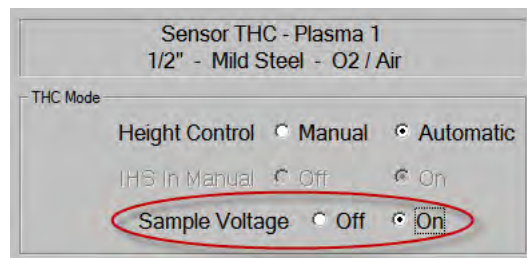 Sensor THC - Plasma 1
1/2" - Mild Steel - O2 / Air
THC Mode
Height Control Manual Automatic
IHS In Manual Off On
Sample Voltage Off On